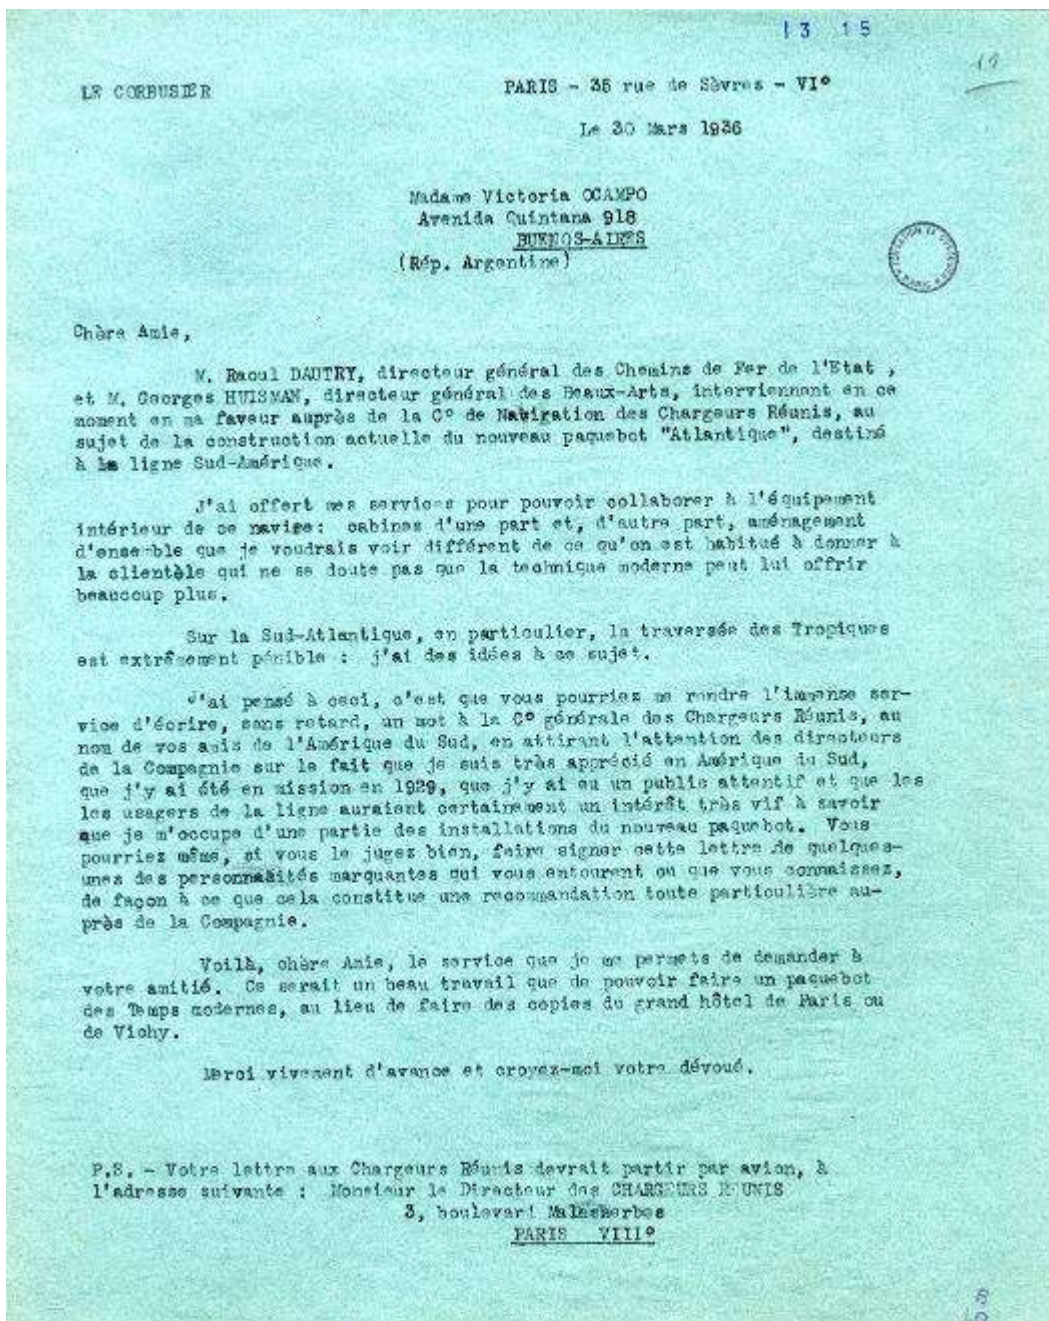 13 15
19
LE CORBUSIER
PARIS - 35 rue de Sèvres - VI°
Le 30 Mars 1936
Madame Victoria OCAMPO
Avenida Quintana 918
BUENOS-AIRES
(Rép. Argentine)
Chère Amie,
M. Raoul DAUTRY, directeur général des Chemins de Fer de l'Etat ,
et M. Georges HUISMAN, directeur général des Beaux-Arts, interviennent en ce
moment en ma faveur auprès de la C° de Nabigation des Chargeurs Réunis, au
sujet de la construction actuelle du nouveau paquebot "Atlantique", destiné
à la ligne Sud-Amérique.
J'ai offert mes services pour pouvoir collaborer à l'équipement
intérieur de ce navire: cabines d'une part et, d'autre part, aménagement
d'ensemble que je voudrais voir différent de ce qu'on est habitué à donner à
la clientèle qui ne se doute pas que la technique moderne peut lui offrir
beaucoup plus.
Sur la Sud-Atlantique, en particulier, la traversée des Tropiques
est extrêmement pénible : j'ai des idées à ce sujet.
J'ai pensé à ceci, c'est que vous pourriez me rendre l'immense ser-
vice d'écrire, sans retard, un mot à la C° générale des Chargeurs Réunis, au
nom de vos amis de l'Amérique du Sud, en attirant l'attention des directeurs
de la Compagnie sur le fait que je suis très apprécié en Amérique du Sud,
que j'y ai été en mission en 1929, que j'y ai eu un public attentif et que les
les usagers de la ligne auraient certainement un intérêt très vif à savoir
que je m'occupe d'une partie des installations du nouveau paquebot. Vous
pourriez même, si vous le jugez bien, faire signer cette lettre de quelques-
unes des personnalités marquantes qui vous entourent ou que vous connaissez,
de façon à ce que cela constitue une recommandation toute particulière au-
près de la Compagnie.
Voilà, chère Amie, le service que je me permets de demander à
votre amitié. Ce serait un beau travail que de pouvoir faire un paquebot
des Temps modernes, au lieu de faire des copies du grand hôtel de Paris ou
de Vichy.
Merci vivement d'avance et croyez-moi votre dévoué.
P.S. - Votre lettre aux Chargeurs Réunis devrait partir par avion, à
l'adresse suivante : Monsieur le Directeur des CHARGEURS REUNIS
3, boulevard Malesherbes
PARIS VIII°